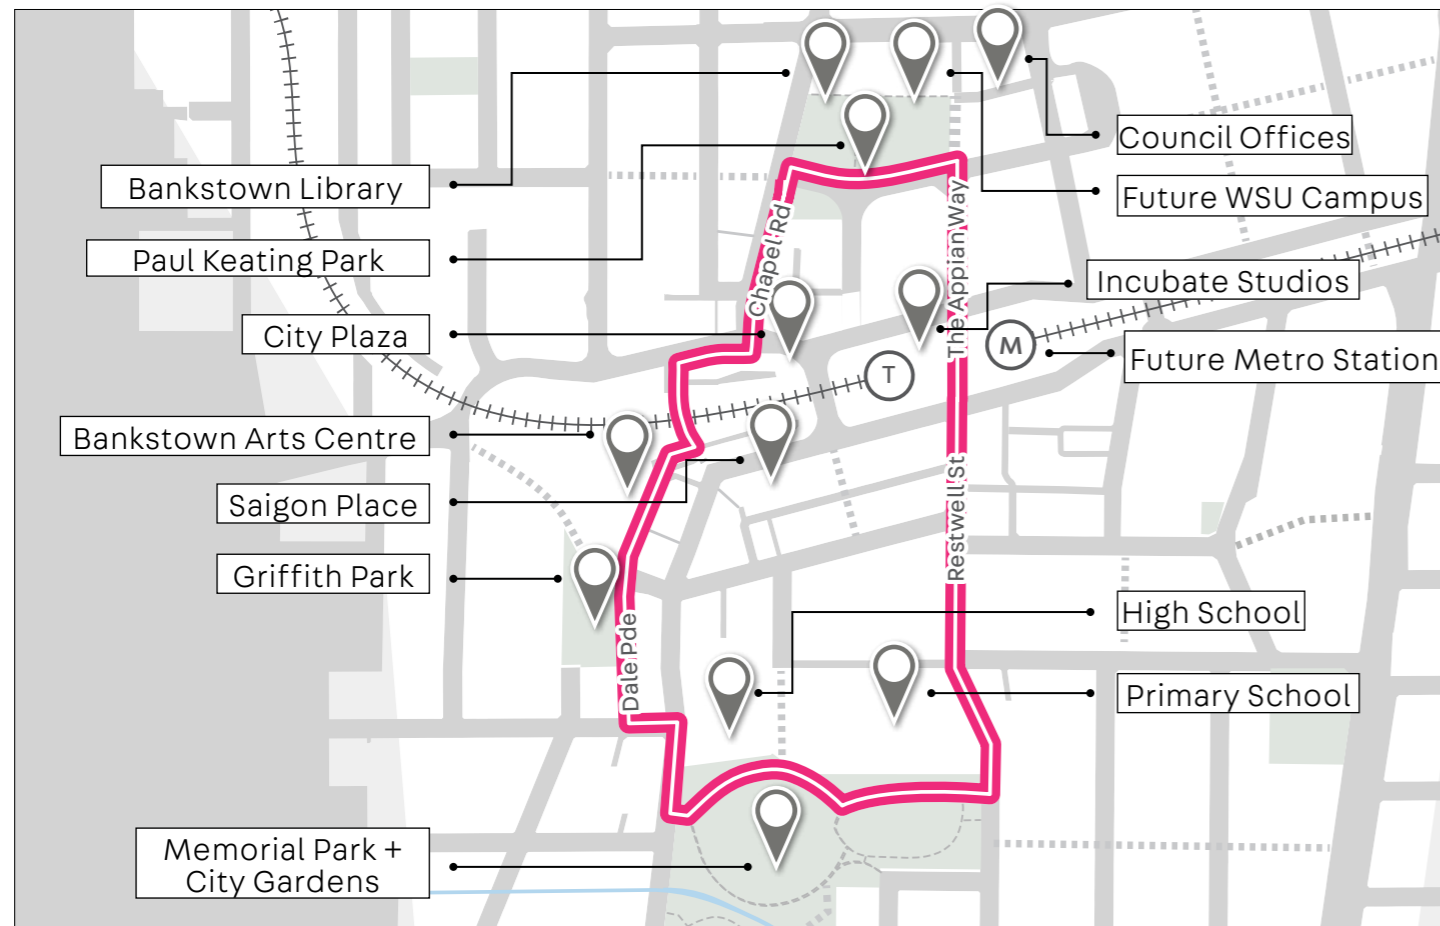 Bankstown Library
Paul Keating Park
City Plaza
Bankstown Arts Centre
Saigon Place
Griffith Park
Memorial Park +
City Gardens
Chapel Rd
The Appian Way
Restwell St
Dale Pde
T
M
Council Offices
Future WSU Campus
Incubate Studios
Future Metro Station
High School
Primary School